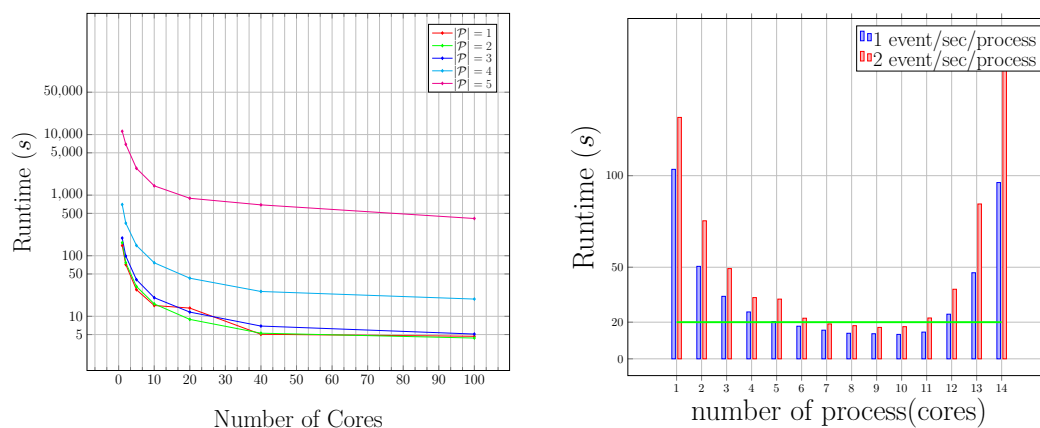 |𝒫| = 1
|𝒫| = 2
|𝒫| = 3
|𝒫| = 4
|𝒫| = 5
50,000
10,000
5,000
1,000
500
100
50
10
5
Runtime (s)
0 10 20 30 40 50 60 70 80 90 100
Number of Cores
1 event/sec/process
2 event/sec/process
100
50
20
0
Runtime (s)
1 2 3 4 5 6 7 8 9 10 11 12 13 14
number of process(cores)